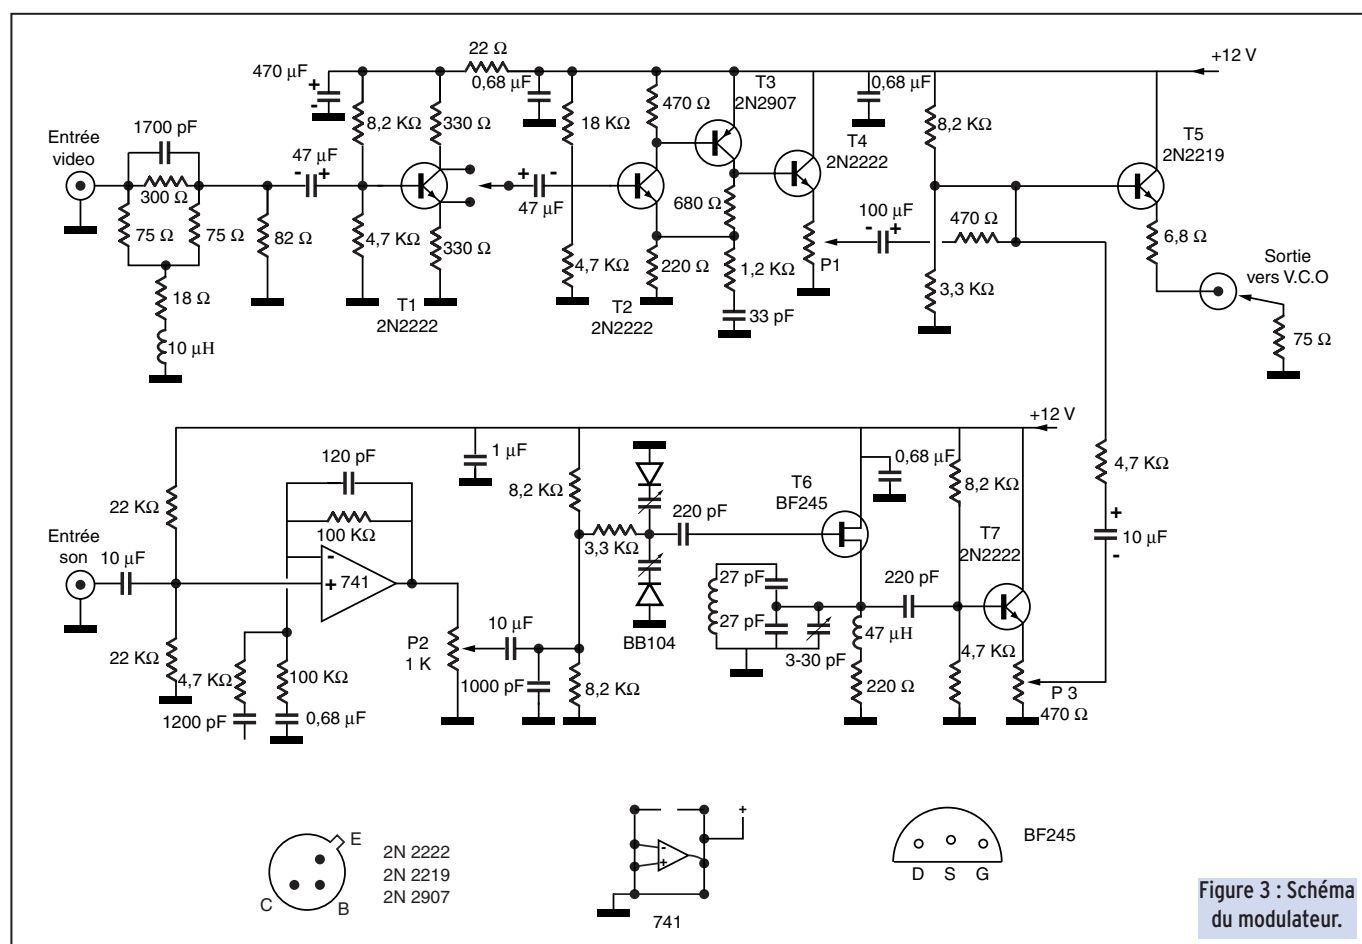 22 Ω
+12 V
470 µF
+
-
0,68 µF
T3
2N2907
0,68 µF
470 Ω
Entrée
video
1700 pF
8,2 KΩ
330 Ω
18 KΩ
T4
2N2222
8,2 KΩ
T5
2N2219
47 µF
- +
300 Ω
+ -
47 µF
680 Ω
100 µF
- +
470 Ω
75 Ω
75 Ω
82 Ω
4,7 KΩ
330 Ω
4,7 KΩ
220 Ω
1,2 KΩ
P1
6,8 Ω
Sortie
vers V.C.O
3,3 KΩ
18 Ω
T1
2N2222
T2
2N2222
33 pF
10 µH
75 Ω
+12 V
120 pF
1 µF
0,68 µF
4,7 KΩ
22 KΩ
8,2 KΩ
T6
BF245
8,2 KΩ
100 KΩ
220 pF
+
10 µF
-
Entrée
son
10 µF
3,3 KΩ
T7
2N2222
-
+ 741
27 pF
220 pF
10 µF
27 pF
47 µH
P2
1 K
BB104
3-30 pF
4,7 KΩ
22 KΩ
4,7 KΩ
100 KΩ
1000 pF
8,2 KΩ
220 Ω
P 3
470 Ω
1200 pF
0,68 µF
+
E
2N 2222
2N 2219
2N 2907
C
B
-
+
741
BF245
D S G
Figure 3 : Schéma
du modulateur.